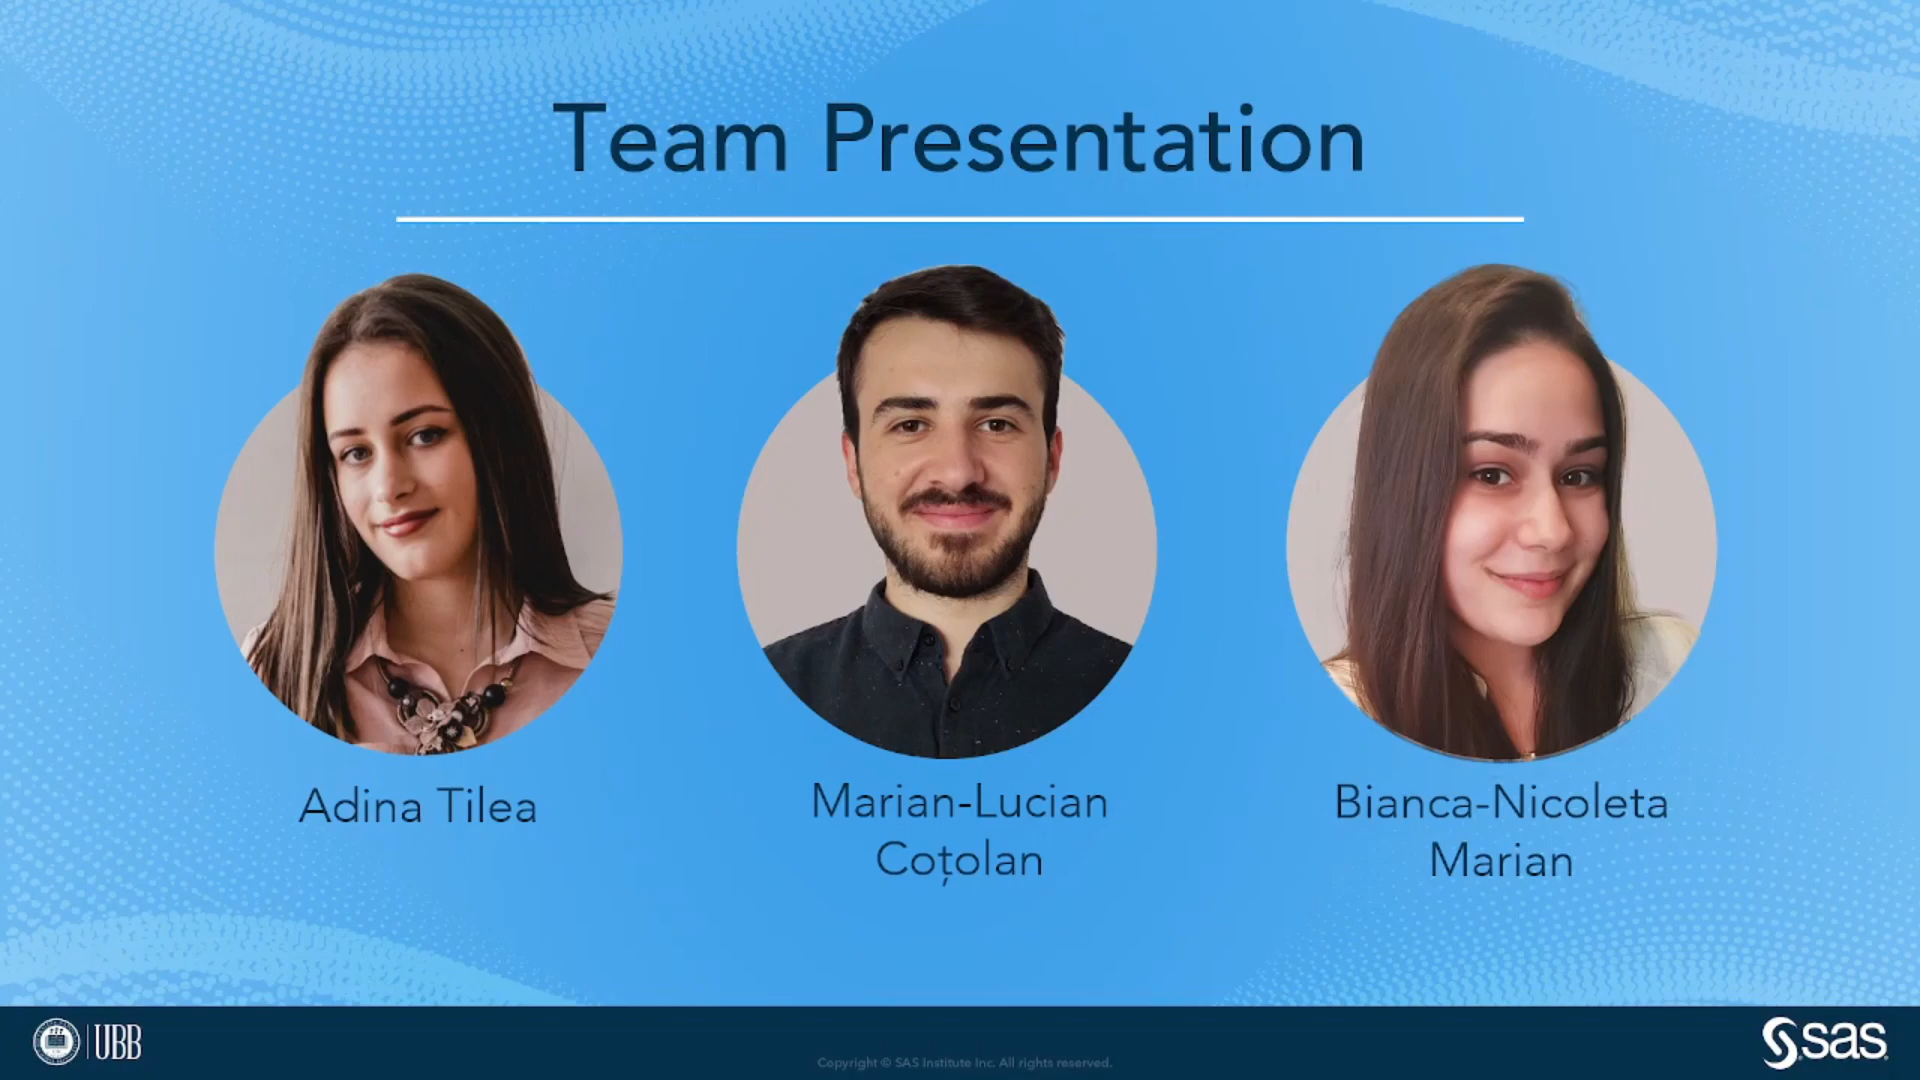 Team Presentation
Adina Tilea
Marian-Lucian
Coțolan
Bianca-Nicoleta
Marian
UBB
Copyright © SAS Institute Inc. All rights reserved.
sas